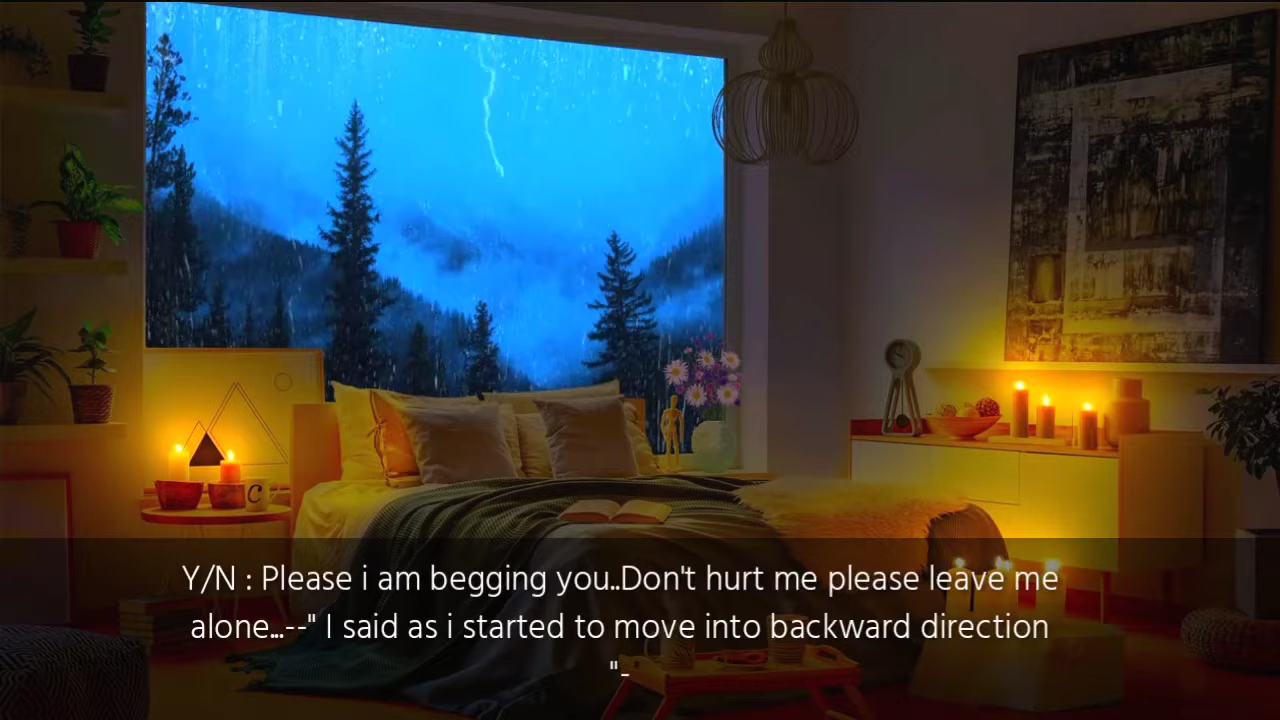 C
Y/N : Please i am begging you..Don't hurt me please leave me
alone...--" I said as i started to move into backward direction
"-